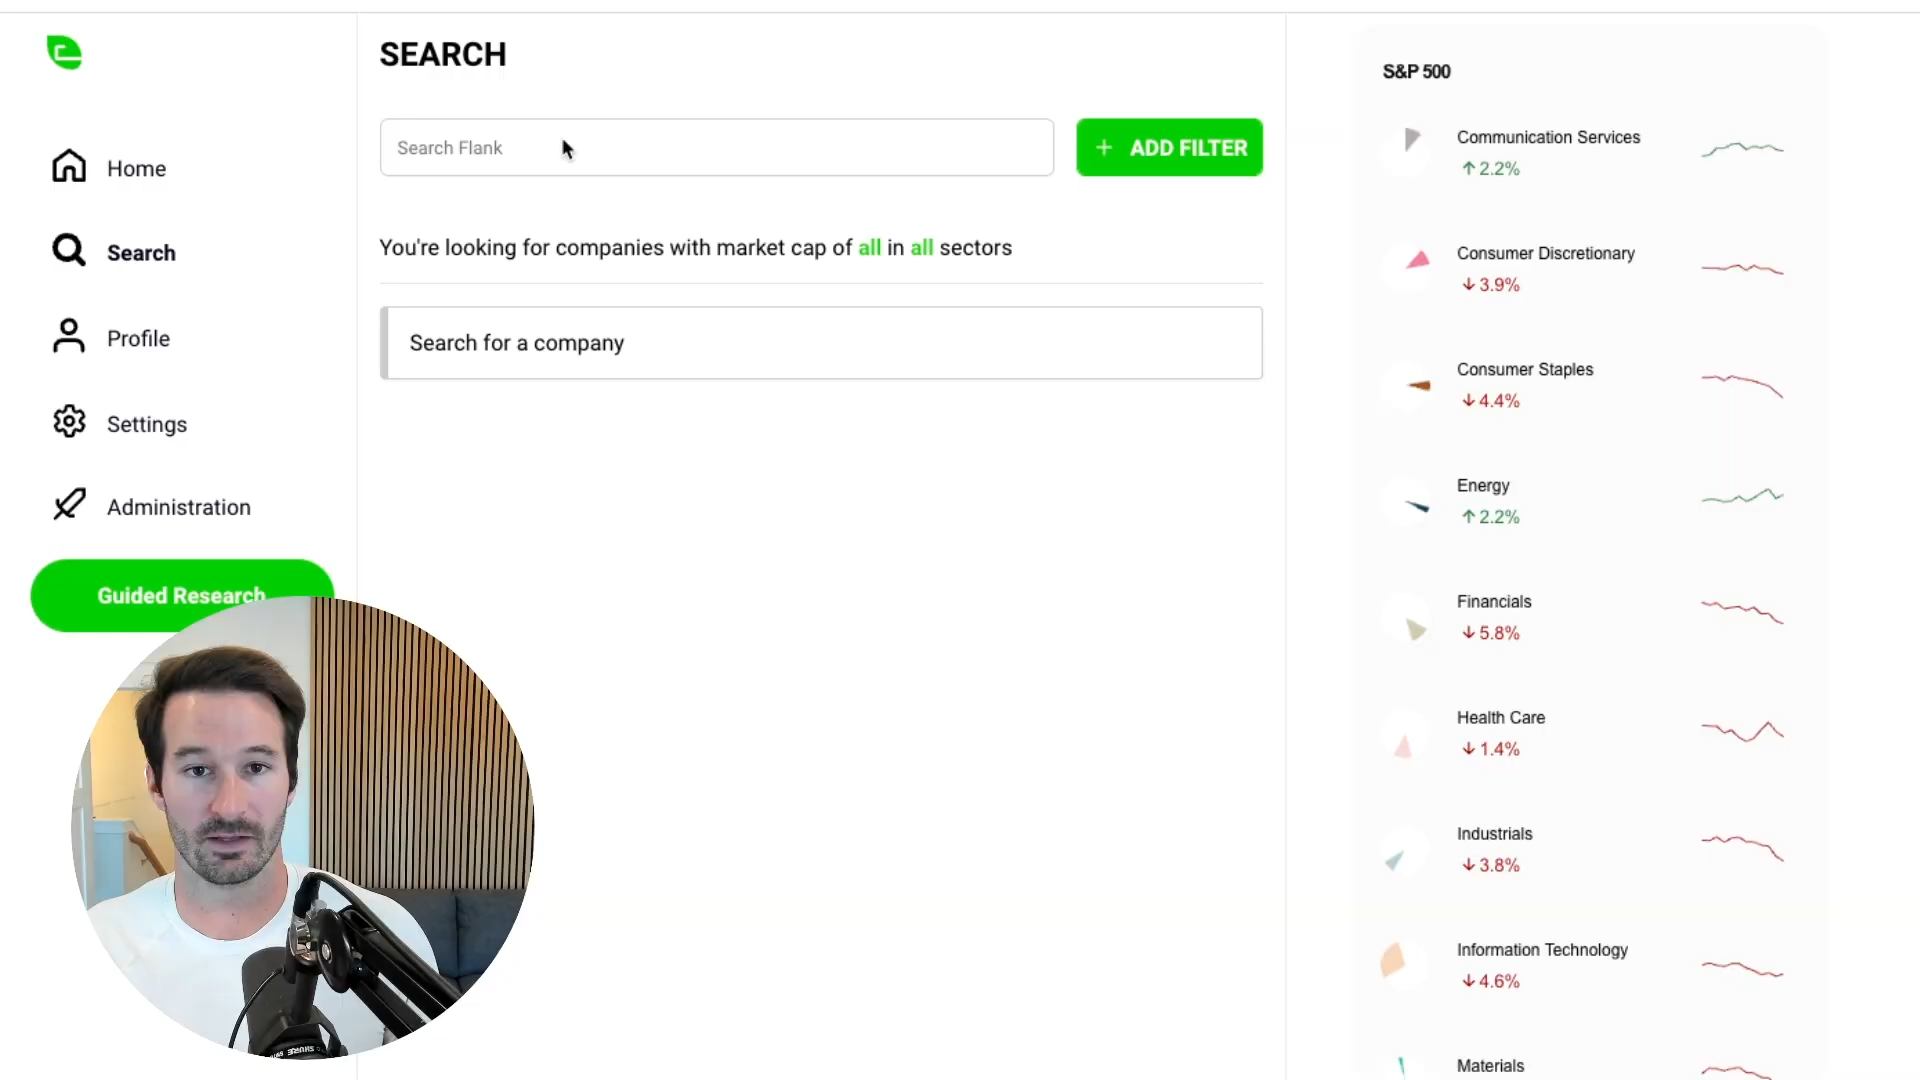 SEARCH
Search Flank
+ ADD FILTER
You're looking for companies with market cap of all in all sectors
Search for a company
Home
Search
Profile
Settings
Administration
Guided Research
S&P 500
Communication Services
↑2.2%
Consumer Discretionary
↓3.9%
Consumer Staples
↓4.4%
Energy
↑2.2%
Financials
↓5.8%
Health Care
↓1.4%
Industrials
↓3.8%
Information Technology
↓4.6%
Materials
SHURE